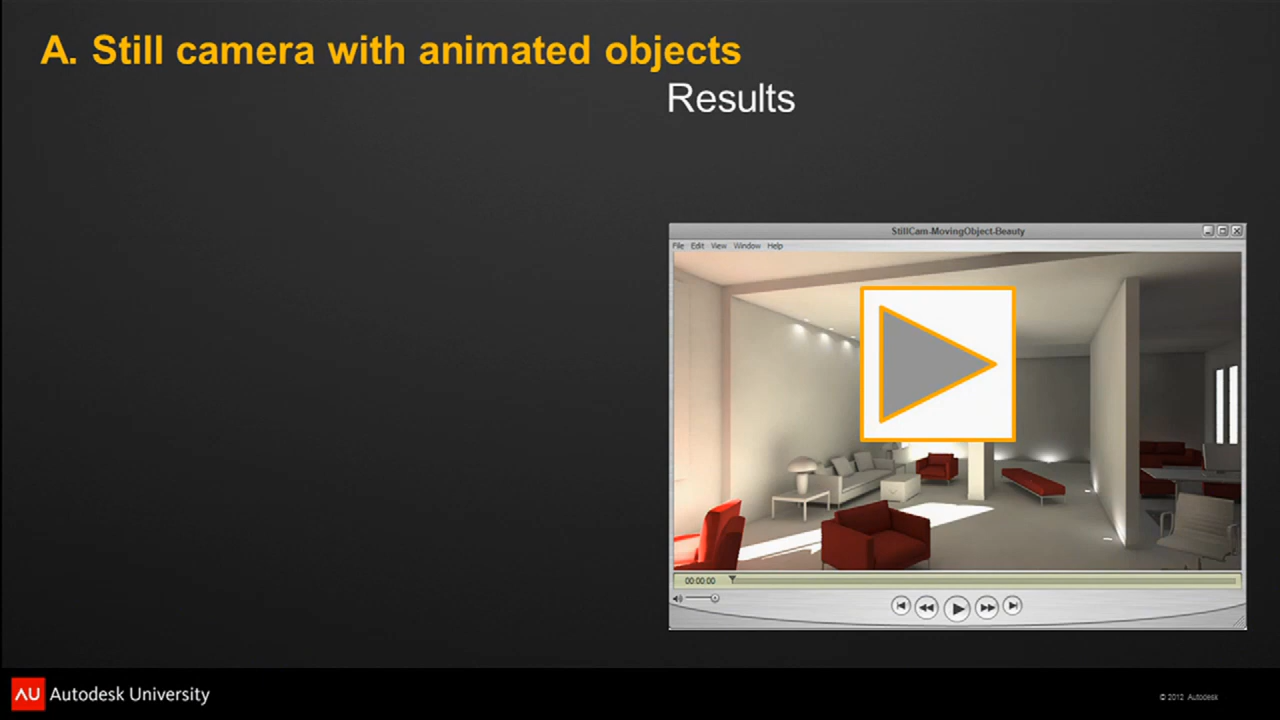 A. Still camera with animated objects
Results
StillCam-MovingObject-Beauty
File Edit View Window Help
00:00:00
AU Autodesk University
© 2012 Autodesk